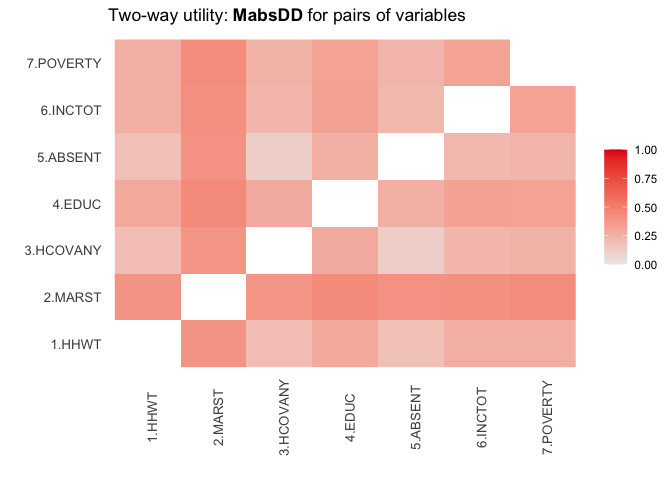 Two-way utility: MabsDD for pairs of variables
7.POVERTY
6.INCTOT
5.ABSENT
4.EDUC
3.HCOVANY
2.MARST
1.HHWT
1.HHWT
2.MARST
3.HCOVANY
4.EDUC
5.ABSENT
6.INCTOT
7.POVERTY
1.00
0.75
0.50
0.25
0.00